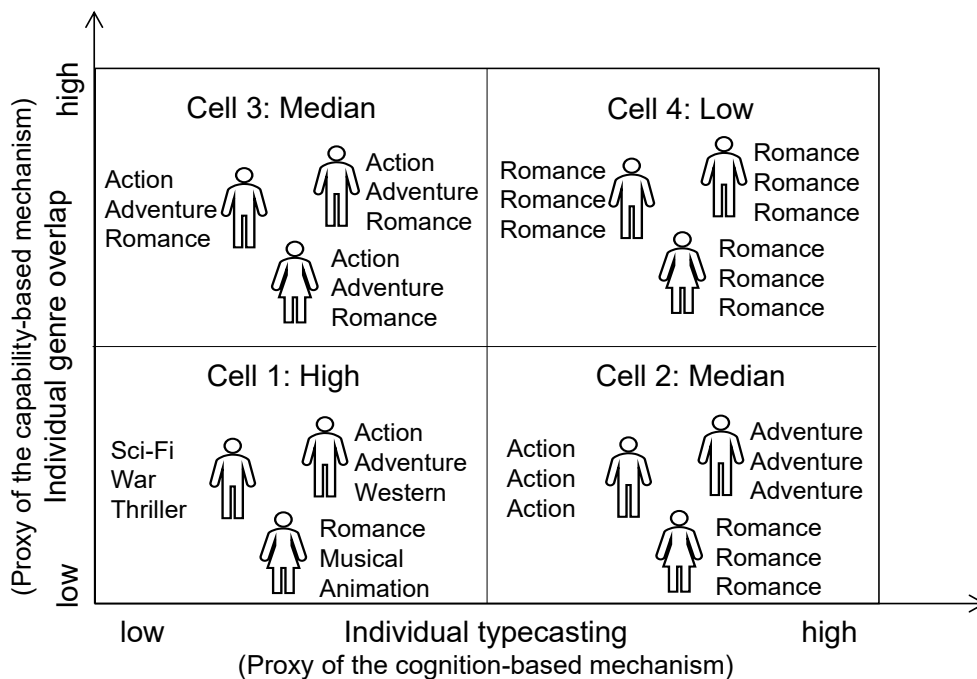 (Proxy of the capability-based mechanism)
Individual genre overlap
high
low
Cell 3: Median
Action
Adventure
Romance
Action
Adventure
Romance
Action
Adventure
Romance
Cell 4: Low
Romance
Romance
Romance
Romance
Romance
Romance
Romance
Romance
Romance
Cell 1: High
Sci-Fi
War
Thriller
Action
Adventure
Western
Romance
Musical
Animation
Cell 2: Median
Action
Action
Action
Adventure
Adventure
Adventure
Romance
Romance
Romance
low
Individual typecasting
high
(Proxy of the cognition-based mechanism)